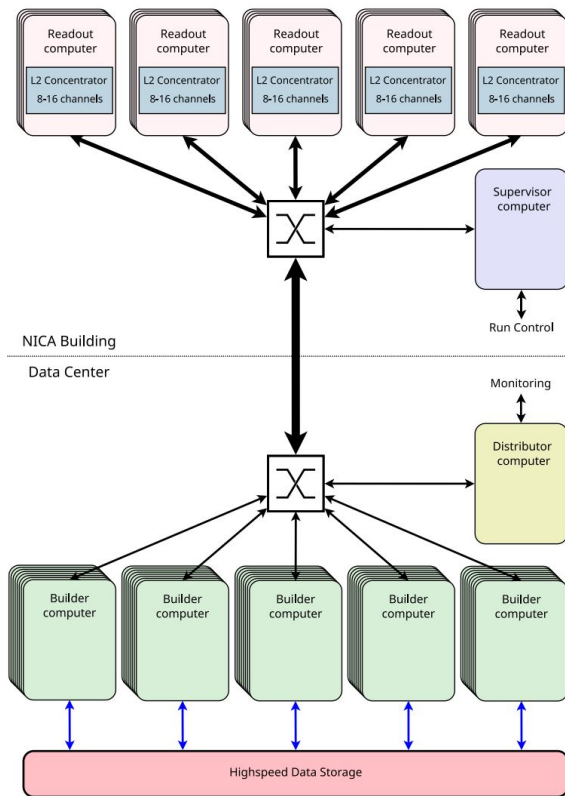 Readout
computer
L2 Concentrator
8-16 channels
Readout
computer
L2 Concentrator
8-16 channels
Readout
computer
L2 Concentrator
8-16 channels
Readout
computer
L2 Concentrator
8-16 channels
Readout
computer
L2 Concentrator
8-16 channels
Supervisor
computer
Run Control
NICA Building
Data Center
Monitoring
Distributor
computer
Builder
computer
Builder
computer
Builder
computer
Builder
computer
Builder
computer
Highspeed Data Storage